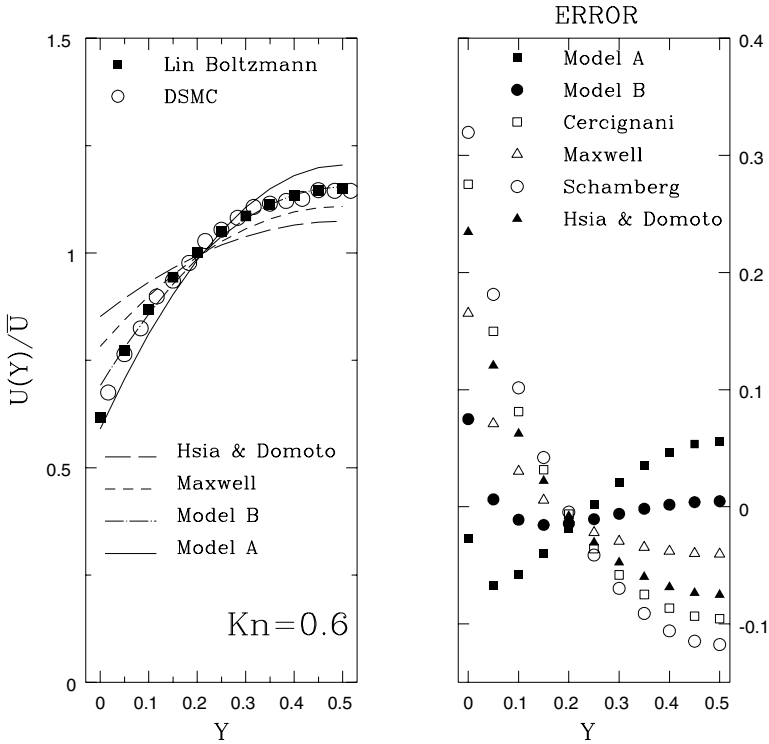 ERROR
1.5
1
0.5
0
U(Y)/U̅
Lin Boltzmann
DSMC
Hsia & Domoto
Maxwell
Model B
Model A
Kn=0.6
0
0.1
0.2
0.3
0.4
0.5
Y
Model A
Model B
Cercignani
Maxwell
Schamberg
Hsia & Domoto
0.4
0.3
0.2
0.1
0
-0.1
0
0.1
0.2
0.3
0.4
0.5
Y